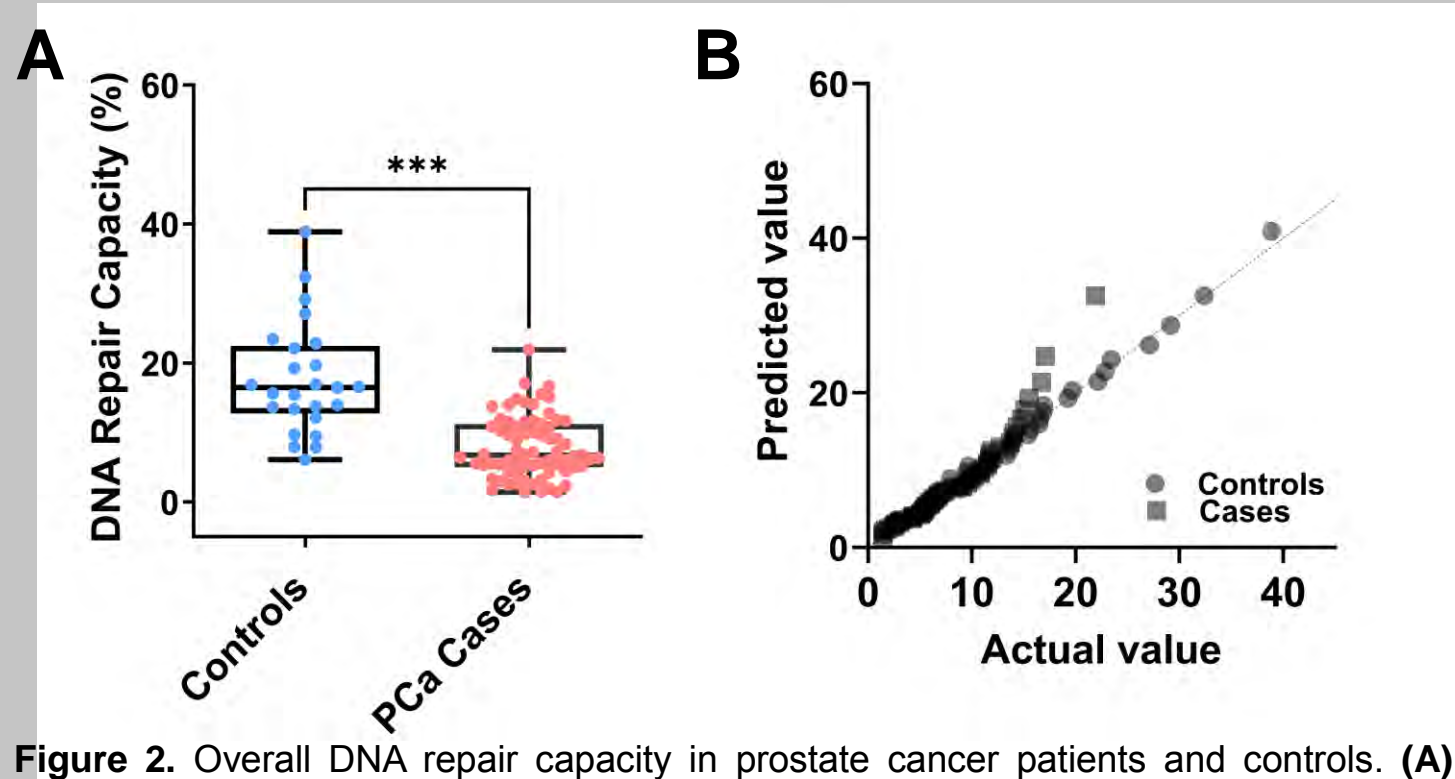 A
B
DNA Repair Capacity (%)
60
40
20
0
***
Controls
PCa Cases
Predicted value
60
40
20
0
Controls
Cases
0 10 20 30 40
Actual value
Figure 2. Overall DNA repair capacity in prostate cancer patients and controls. (A)